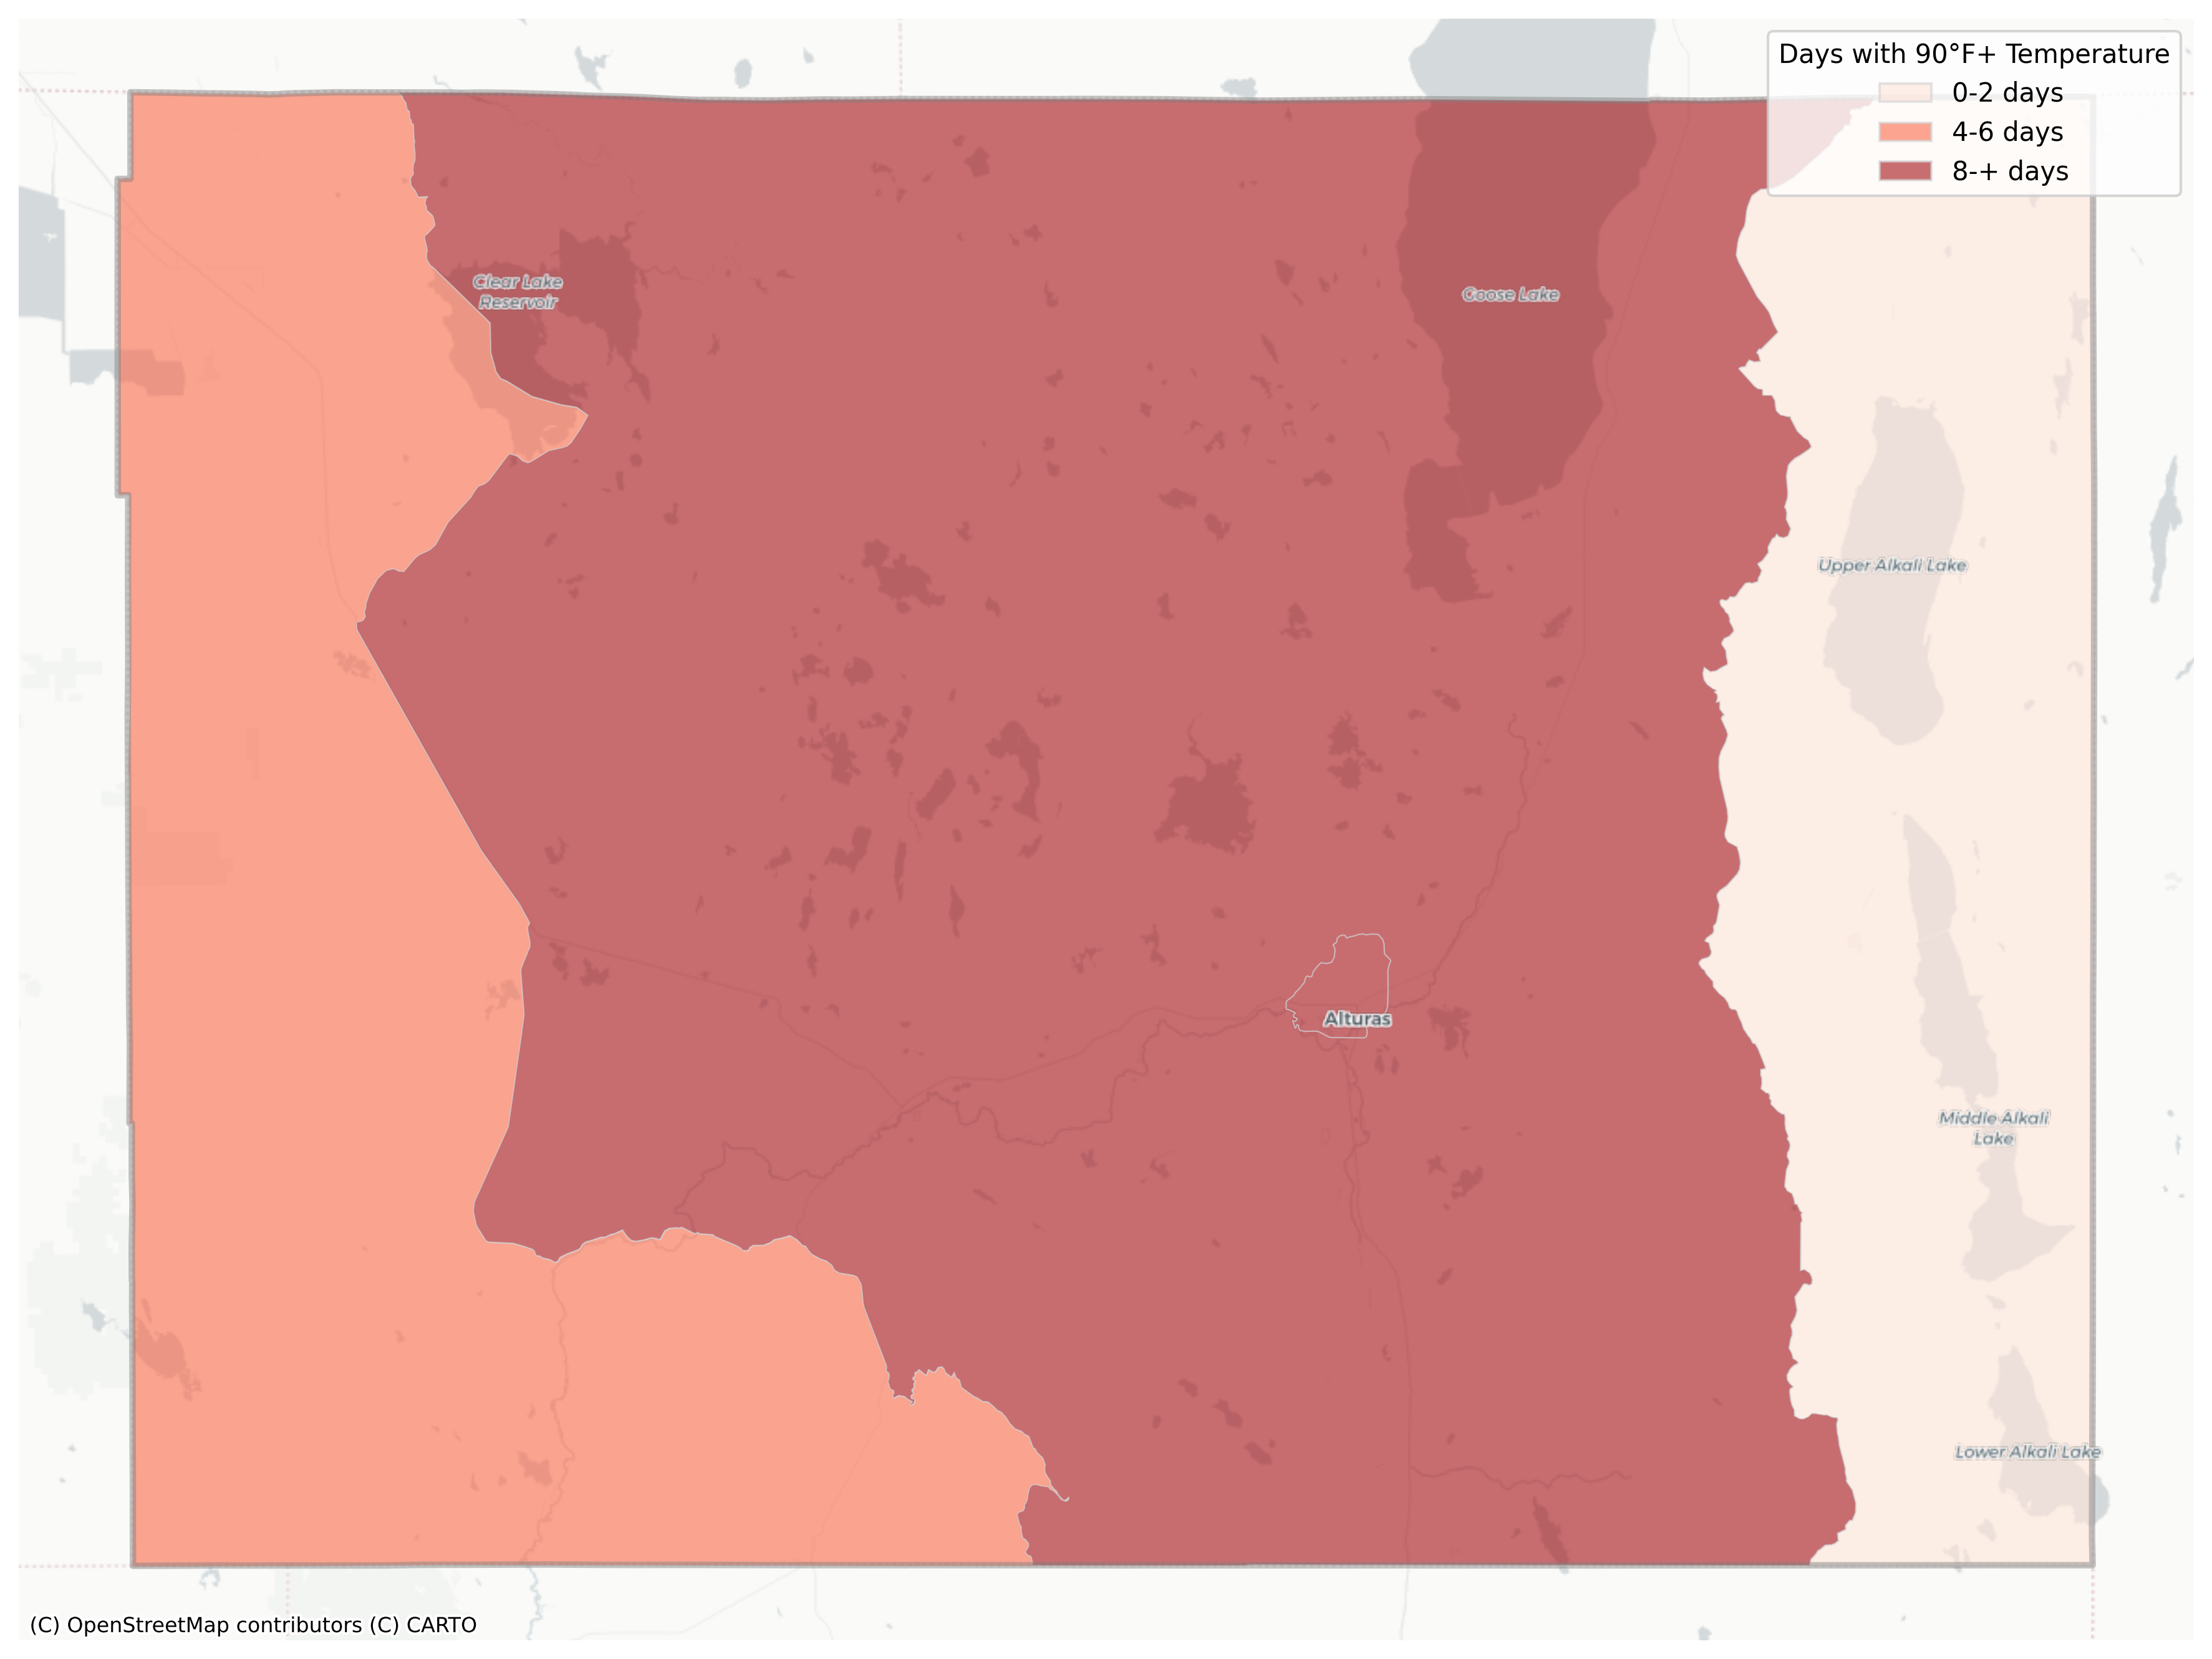 Days with 90°F+ Temperature
0-2 days
4-6 days
8-+ days
Clear Lake
Reservoir
Goose Lake
Upper Alkali Lake
Alturas
Middle Alkali
Lake
Lower Alkali Lake
(C) OpenStreetMap contributors (C) CARTO